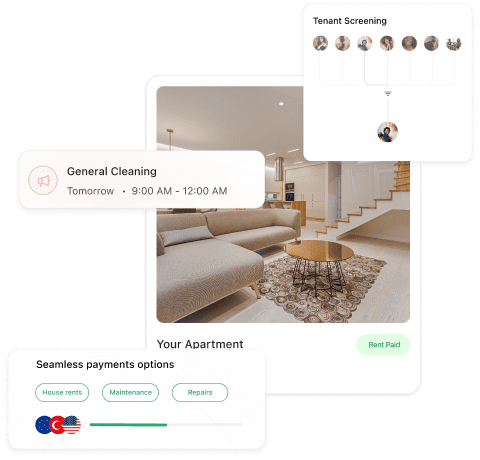 Tenant Screening
General Cleaning
Tomorrow • 9:00 AM - 12:00 AM
Your Apartment
Rent Paid
Seamless payments options
House rents
Maintenance
Repairs